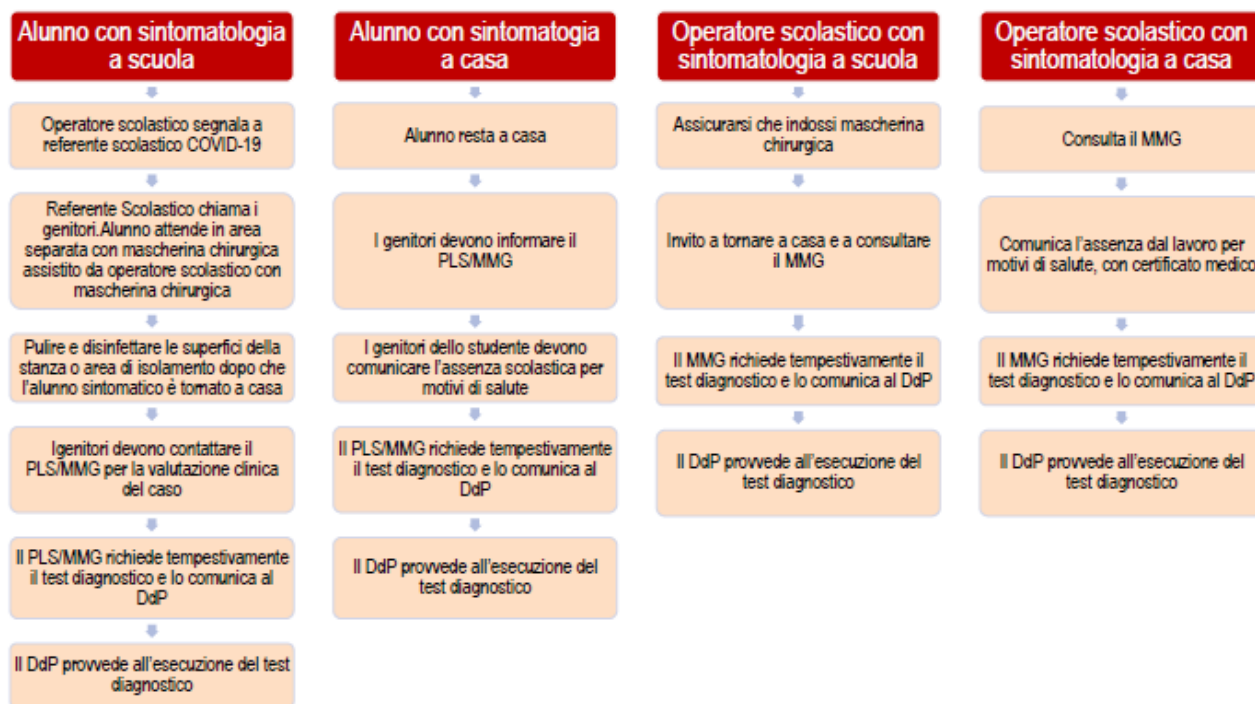 Alunno con sintomatologia
a scuola
Operatore scolastico segnala a
referente scolastico COVID-19
Referente Scolastico chiama i
genitori.Alunno attende in area
separata con mascherina chirurgica
assistito da operatore scolastico con
mascherina chirurgica
Pulire e disinfettare le superfici della
stanza o area di isolamento dopo che
l'alunno sintomatico è tornato a casa
Igenitori devono contattare il
PLS/MMG per la valutazione clinica
del caso
Il PLS/MMG richiede tempestivamente
il test diagnostico e lo comunica al
DdP
Il DdP provvede all'esecuzione del test
diagnostico
Alunno con sintomatogia
a casa
Alunno resta a casa
I genitori devono informare il
PLS/MMG
I genitori dello studente devono
comunicare l'assenza scolastica per
motivi di salute
Il PLS/MMG richiede tempestivamente
il test diagnostico e lo comunica al
DdP
Il DdP provvede all'esecuzione del
test diagnostico
Operatore scolastico con
sintomatologia a scuola
Assicurarsi che indossi mascherina
chirurgica
Invito a tornare a casa e a consultare
il MMG
Il MMG richiede tempestivamente il
test diagnostico e lo comunica al DdP
Il DdP provvede all'esecuzione del
test diagnostico
Operatore scolastico con
sintomatologia a casa
Consulta il MMG
Comunica l'assenza dal lavoro per
motivi di salute, con certificato medico
Il MMG richiede tempestivamente il
test diagnostico e lo comunica al DdP
Il DdP provvede all'esecuzione del
test diagnostico